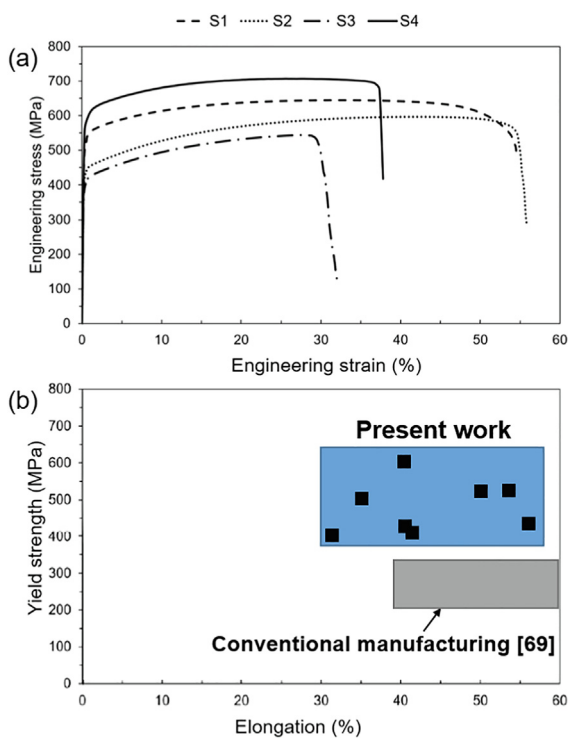 S1 S2 S3 S4
(a)
800
700
600
500
400
300
200
100
0
Engineering stress (MPa)
0% 10 20 30 40 50 60
Engineering strain (%)
(b)
800
700
600
500
400
300
200
100
0
Yield strength (MPa)
Present work
Conventional manufacturing [69]
0 10 20 30 40 50 60
Elongation (%)